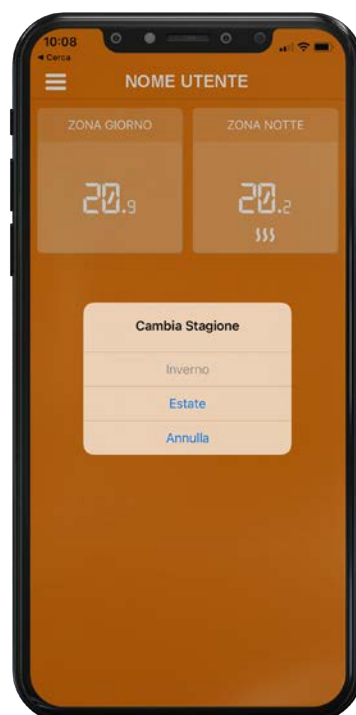 10:08
◄ Cerca
NOME UTENTE
ZONA GIORNO
ZONA NOTTE
20.9
20.2
Cambia Stagione
Inverno
Estate
Annulla